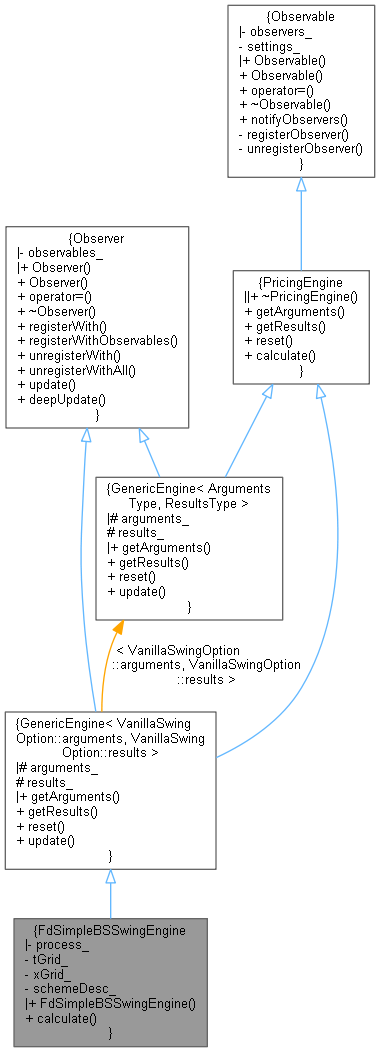 {Observable
|- observers_
- settings_
|+ Observable()
+ Observable()
+ operator=()
+ ~Observable()
+ notifyObservers()
- registerObserver()
- unregisterObserver()
}
{Observer
|- observables_
|+ Observer()
+ Observer()
+ operator=()
+ ~Observer()
+ registerWith()
+ registerWithObservables()
+ unregisterWith()
+ unregisterWithAll()
+ update()
+ deepUpdate()
}
{PricingEngine
||+ ~PricingEngine()
+ getArguments()
+ getResults()
+ reset()
+ calculate()
}
{GenericEngine< Arguments
Type, ResultsType >
|# arguments_
# results_
|+ getArguments()
+ getResults()
+ reset()
+ update()
}
< VanillaSwingOption
::arguments, VanillaSwingOption
::results >
{GenericEngine< VanillaSwing
Option::arguments, VanillaSwing
Option::results >
|# arguments_
# results_
|+ getArguments()
+ getResults()
+ reset()
+ update()
}
{FdSimpleBSSwingEngine
|- process_
- tGrid_
- xGrid_
- schemeDesc_
|+ FdSimpleBSSwingEngine()
+ calculate()
}